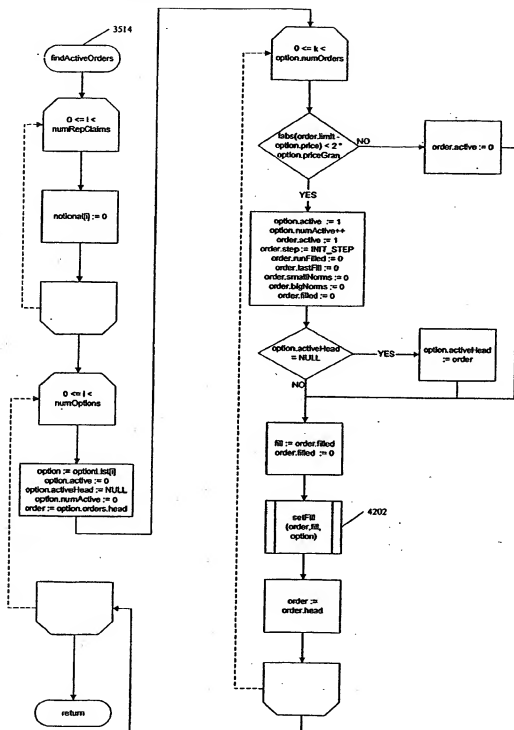 3514
findActiveOrders
0 <= i <
numRepClaims
notional[i] := 0
0 <= i <
numOptions
option := optionList[i]
option.active := 0
option.activeHead := NULL
option.numActive := 0
order := option.orders.head
return
0 <= k <
option.numOrders
fabs(order.limit -
option.price) < 2 *
option.priceGran
NO
order.active := 0
YES
option.active := 1
option.numActive++
order.active := 1
order.step := INIT_STEP
order.runFilled := 0
order.lastFill := 0
order.smallNorms := 0
order.bigNorms := 0
order.filled := 0
option.activeHead
= NULL
YES
option.activeHead
:= order
NO
fill := order.filled
order.filled := 0
setFill
(order,fill,
option)
4202
order :=
order.head